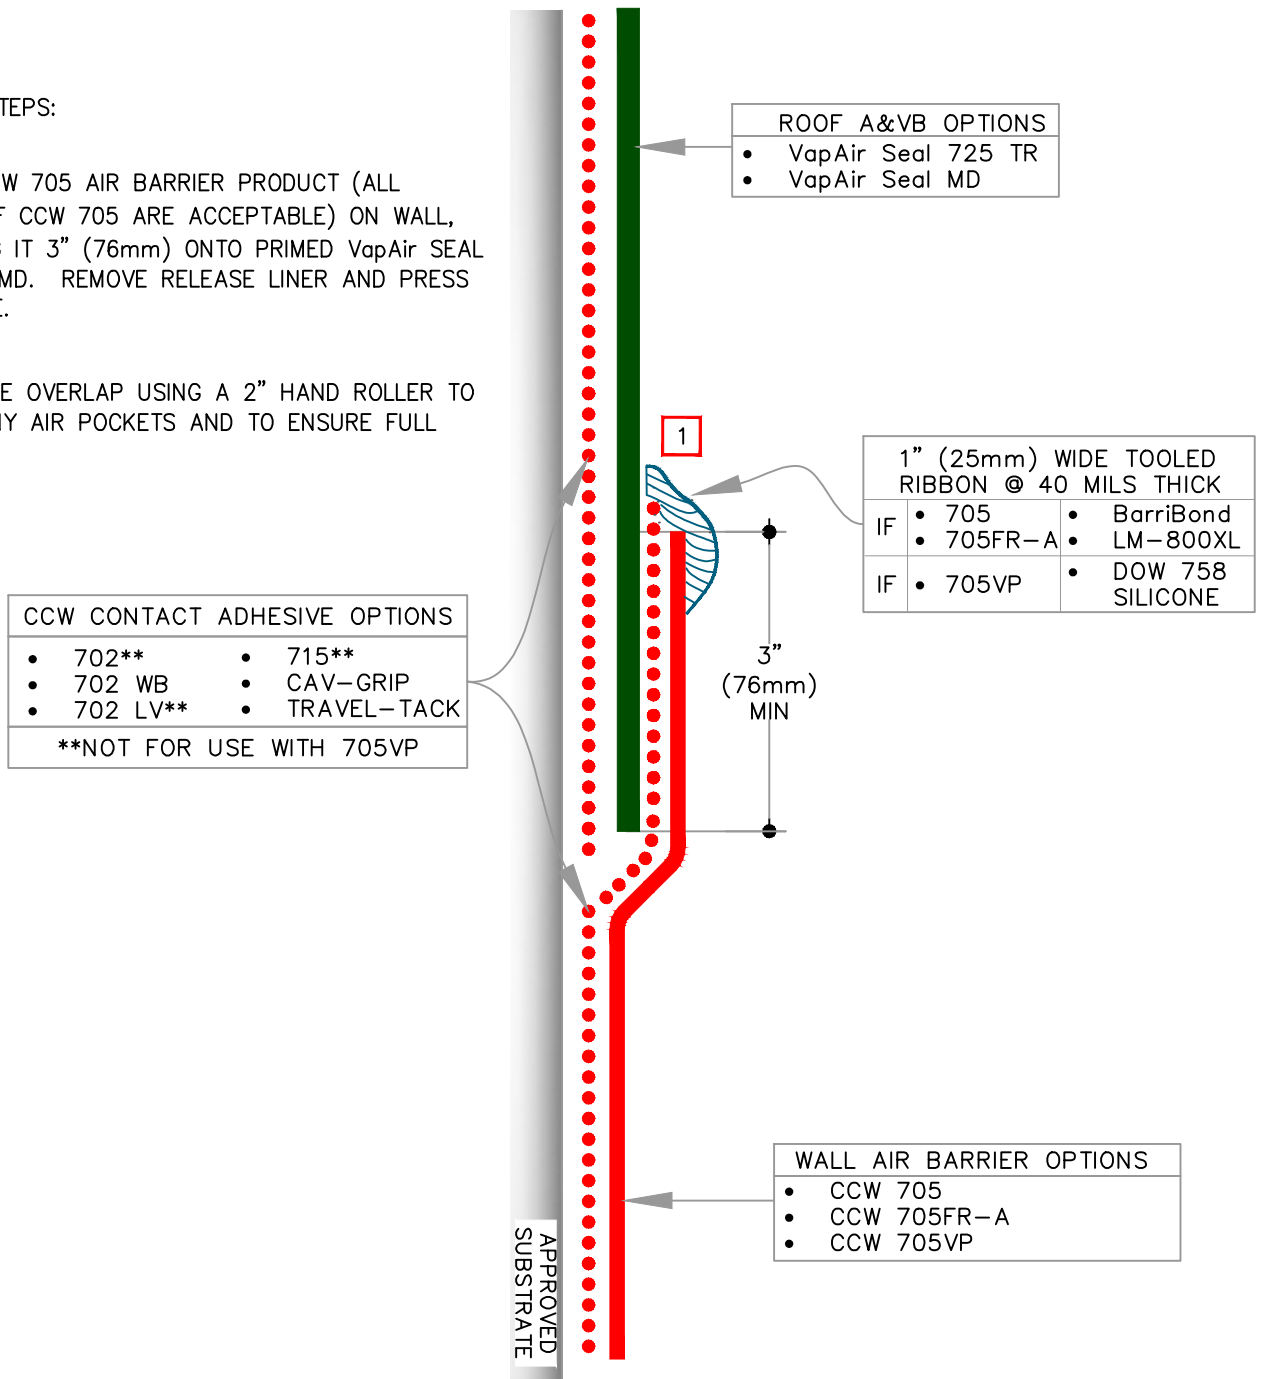 TEPS:
W 705 AIR BARRIER PRODUCT (ALL
F CCW 705 ARE ACCEPTABLE) ON WALL,
IT 3" (76mm) ONTO PRIMED VapAir SEAL
MD. REMOVE RELEASE LINER AND PRESS
E OVERLAP USING A 2" HAND ROLLER TO
NY AIR POCKETS AND TO ENSURE FULL
ROOF A&VB OPTIONS
• VapAir Seal 725 TR
• VapAir Seal MD
1
1" (25mm) WIDE TOOLED
RIBBON @ 40 MILS THICK
IF • 705 • BarriBond
• 705FR-A • LM-800XL
IF • 705VP • DOW 758
SILICONE
CCW CONTACT ADHESIVE OPTIONS
• 702** • 715**
• 702 WB • CAV-GRIP
• 702 LV** • TRAVEL-TACK
**NOT FOR USE WITH 705VP
3"
(76mm)
MIN
WALL AIR BARRIER OPTIONS
• CCW 705
• CCW 705FR-A
• CCW 705VP
APPROVED
SUBSTRATE